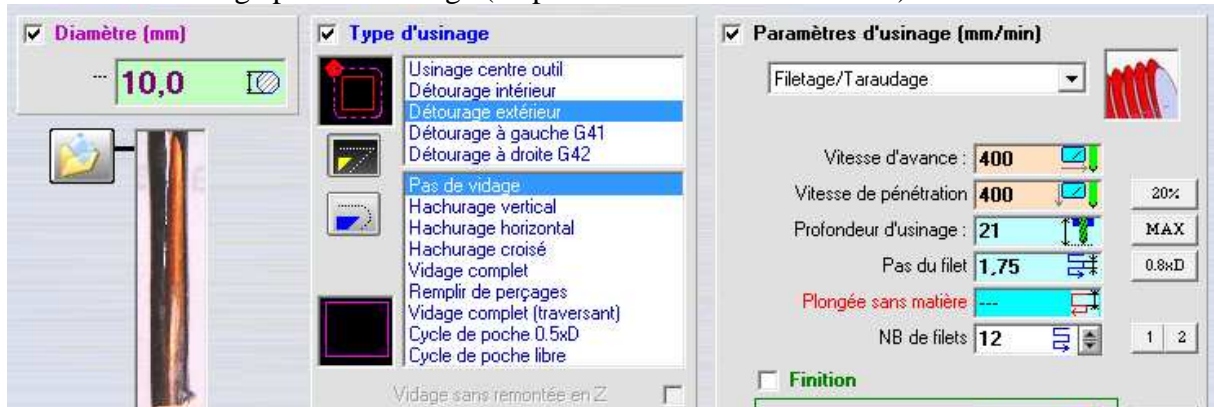 Diamètre (mm)
--- 10,0
Type d'usinage
Usinage centre outil
Détourage intérieur
Détourage extérieur
Détourage à gauche G41
Détourage à droite G42
Pas de vidage
Hachurage vertical
Hachurage horizontal
Hachurage croisé
Vidage complet
Remplir de perçages
Vidage complet (traversant)
Cycle de poche 0.5xD
Cycle de poche libre
Vidage sans remontée en Z
Paramètres d'usinage (mm/min)
Filetage/Taraudage
Vitesse d'avance : 400
Vitesse de pénétration 400 20%
Profondeur d'usinage : 21 MAX
Pas du filet 1,75 0.8xD
Plongée sans matière ---
NB de filets 12 1 2
Finition